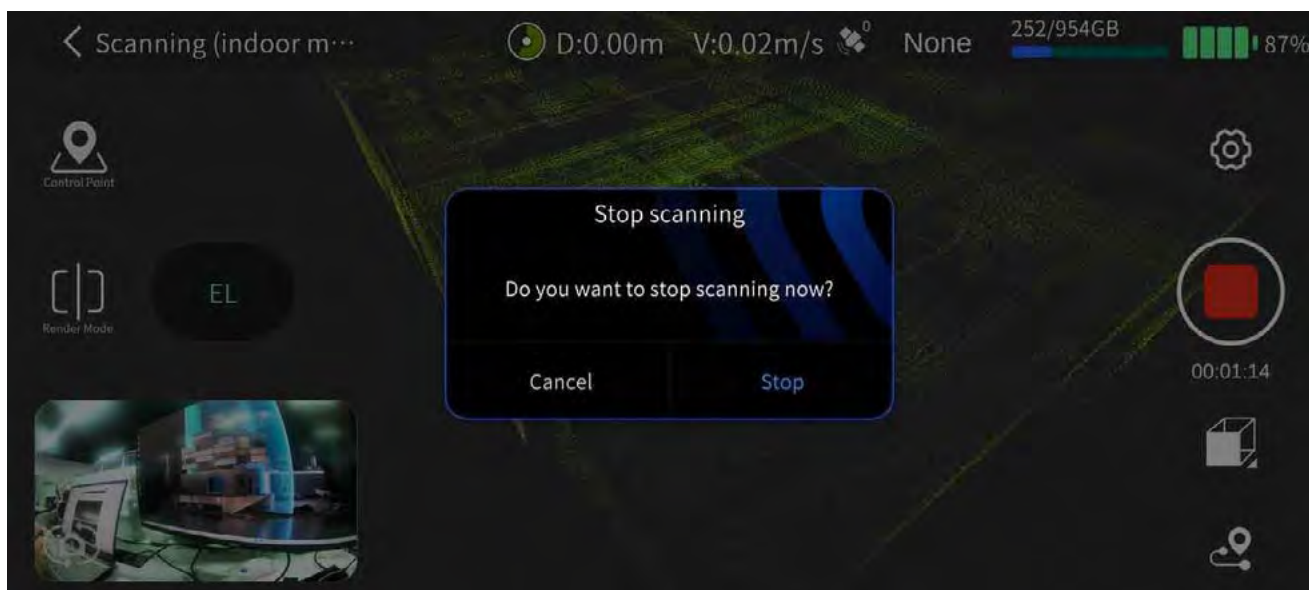 Scanning (indoor m···
D:0.00m V:0.02m/s 0 None 252/954GB 87%
Control Point
Stop scanning
Do you want to stop scanning now?
Cancel Stop
EL
Render Mode
00:01:14